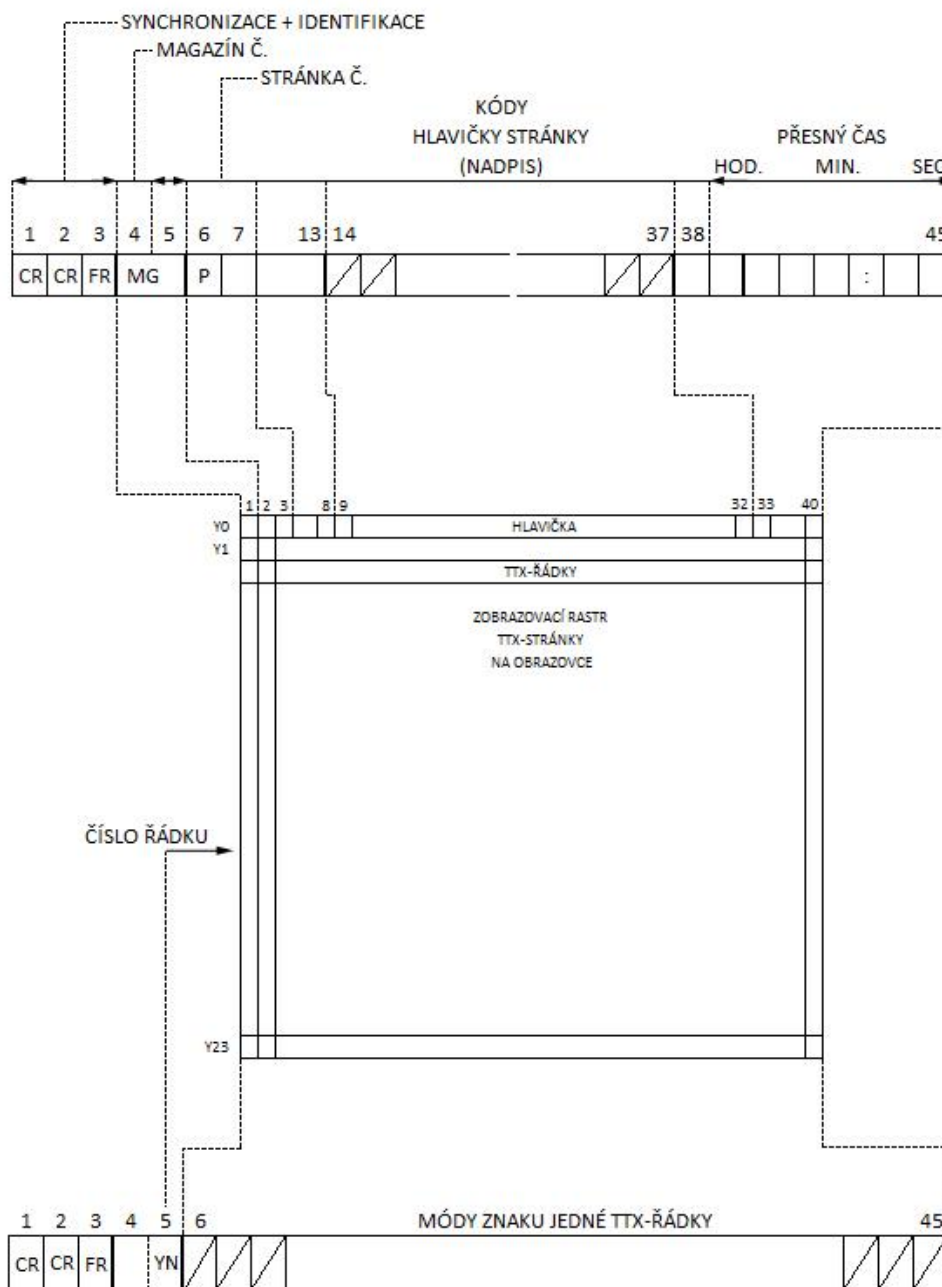 SYNCHRONIZACE + IDENTIFIKACE
MAGAZÍN Č.
STRÁNKA Č.
KÓDY
HLAVIČKY STRÁNKY
(NADPIS)
PŘESNÝ ČAS
HOD. MIN. SEC
1 2 3 4 5 6 7 13 14 37 38 45
CR CR FR MG P :
1 2 3 8 9 32 33 40
Y0 HLAVIČKA
Y1
TTX-ŘÁDKY
ZOBRAZOVACÍ RASTR
TTX-STRÁNKY
NA OBRAZOVCE
ČÍSLO ŘÁDKU
Y23
1 2 3 4 5 6 MÓDY ZNAKU JEDNÉ TTX-ŘÁDKY 45
CR CR FR YN